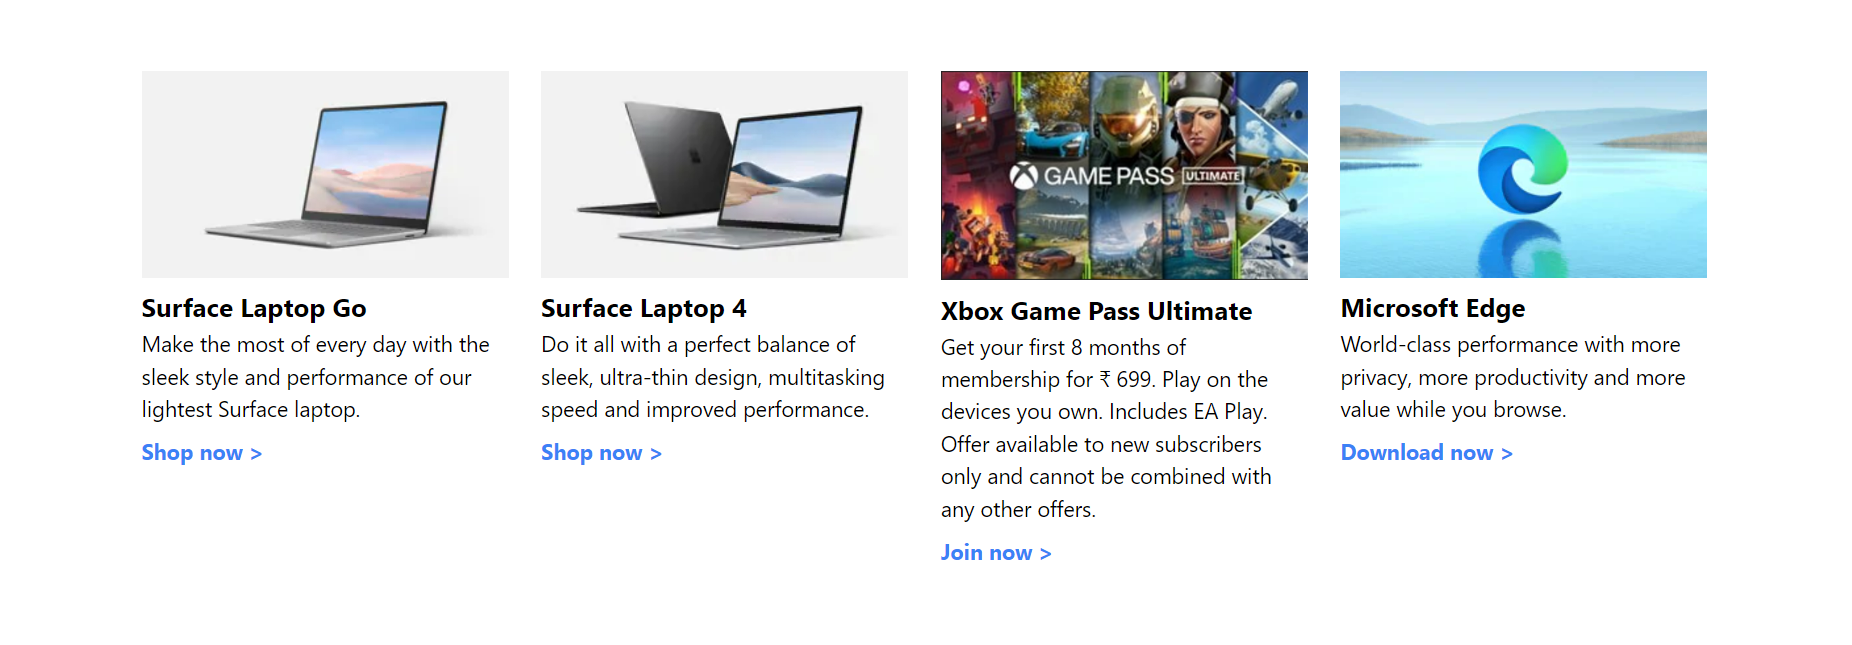 GAME PASS ULTIMATE
Surface Laptop Go
Make the most of every day with the
sleek style and performance of our
lightest Surface laptop.
Shop now >
Surface Laptop 4
Do it all with a perfect balance of
sleek, ultra-thin design, multitasking
speed and improved performance.
Shop now >
Xbox Game Pass Ultimate
Get your first 8 months of
membership for ₹ 699. Play on the
devices you own. Includes EA Play.
Offer available to new subscribers
only and cannot be combined with
any other offers.
Join now >
Microsoft Edge
World-class performance with more
privacy, more productivity and more
value while you browse.
Download now >